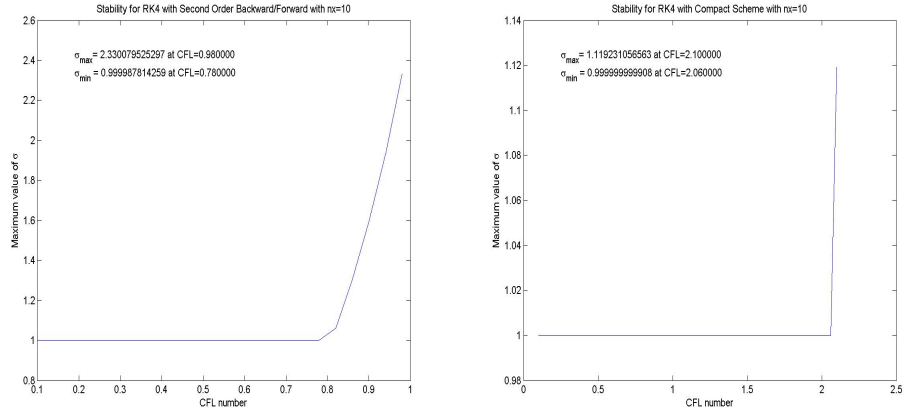 Stability for RK4 with Second Order Backward/Forward with nx=10
σmax= 2.330079525297 at CFL=0.980000
σmin = 0.999987814259 at CFL=0.780000
Maximum value of σ
2.6
2.4
2.2
2
1.8
1.6
1.4
1.2
1
0.8
0.1 0.2 0.3 0.4 0.5 0.6 0.7 0.8 0.9 1
CFL number
Stability for RK4 with Compact Scheme with nx=10
σmax= 1.119231056563 at CFL=2.100000
σmin = 0.999999999908 at CFL=2.060000
Maximum value of σ
1.14
1.12
1.1
1.08
1.06
1.04
1.02
1
0.98
0 0.5 1 1.5 2 2.5
CFL number